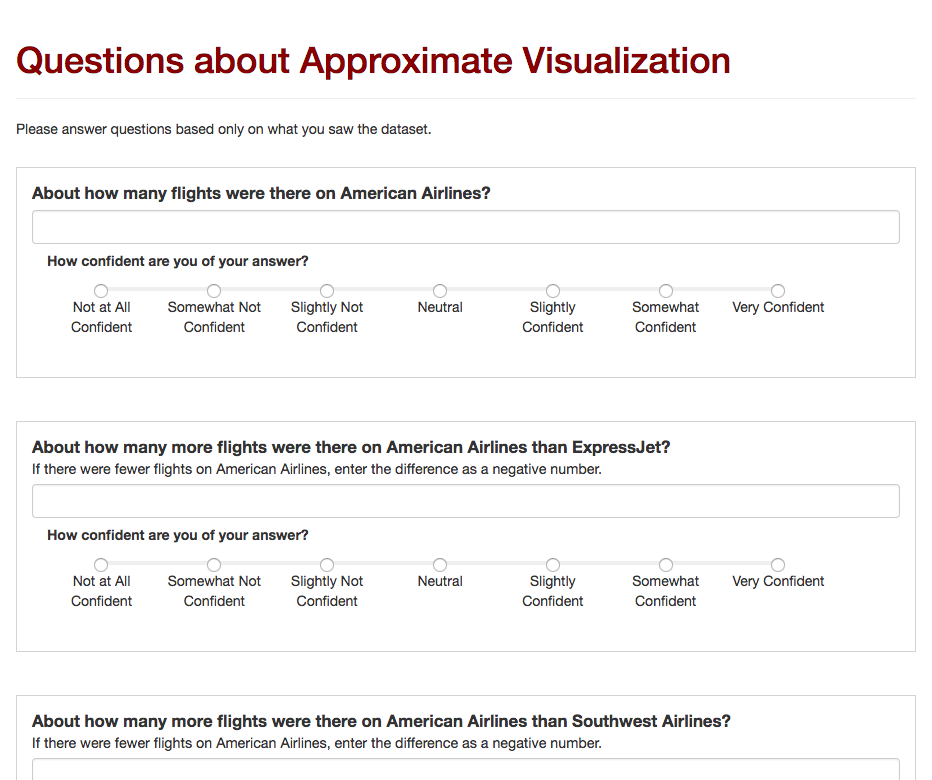 Questions about Approximate Visualization
Please answer questions based only on what you saw the dataset.
About how many flights were there on American Airlines?
How confident are you of your answer?
Not at All Confident
Somewhat Not Confident
Slightly Not Confident
Neutral
Slightly Confident
Somewhat Confident
Very Confident
About how many more flights were there on American Airlines than ExpressJet?
If there were fewer flights on American Airlines, enter the difference as a negative number.
How confident are you of your answer?
Not at All Confident
Somewhat Not Confident
Slightly Not Confident
Neutral
Slightly Confident
Somewhat Confident
Very Confident
About how many more flights were there on American Airlines than Southwest Airlines?
If there were fewer flights on American Airlines, enter the difference as a negative number.